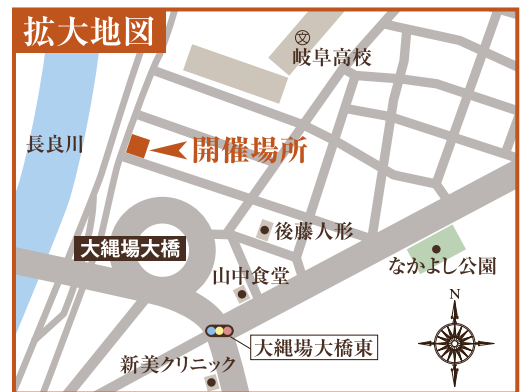 拡大地図
文
岐阜高校
長良川
開催場所
後藤人形
大縄場大橋
山中食堂
なかよし公園
N
大縄場大橋東
新美クリニック